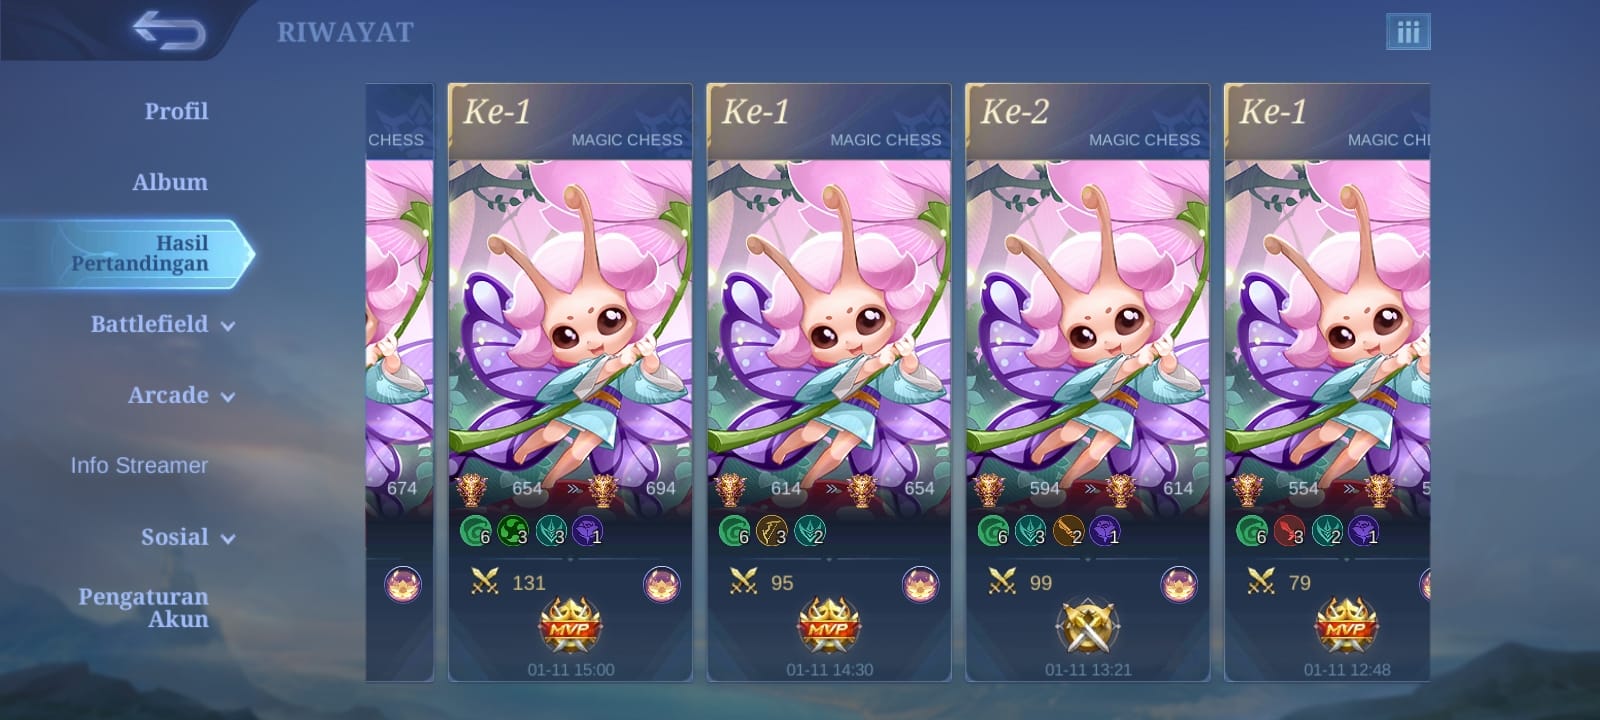 RIWAYAT
Profil
Album
Hasil
Pertandingan
Battlefield
Arcade
Info Streamer
Sosial
Pengaturan
Akun
CHESS
674
Ke-1
MAGIC CHESS
654
694
6 3 3 1
131
MVP
01-11 15:00
Ke-1
MAGIC CHESS
614
654
6 3 2
95
MVP
01-11 14:30
Ke-2
MAGIC CHESS
594
614
6 3 2 1
99
01-11 13:21
Ke-1
MAGIC CH
554
5
6 3 2 1
79
MVP
01-11 12:48